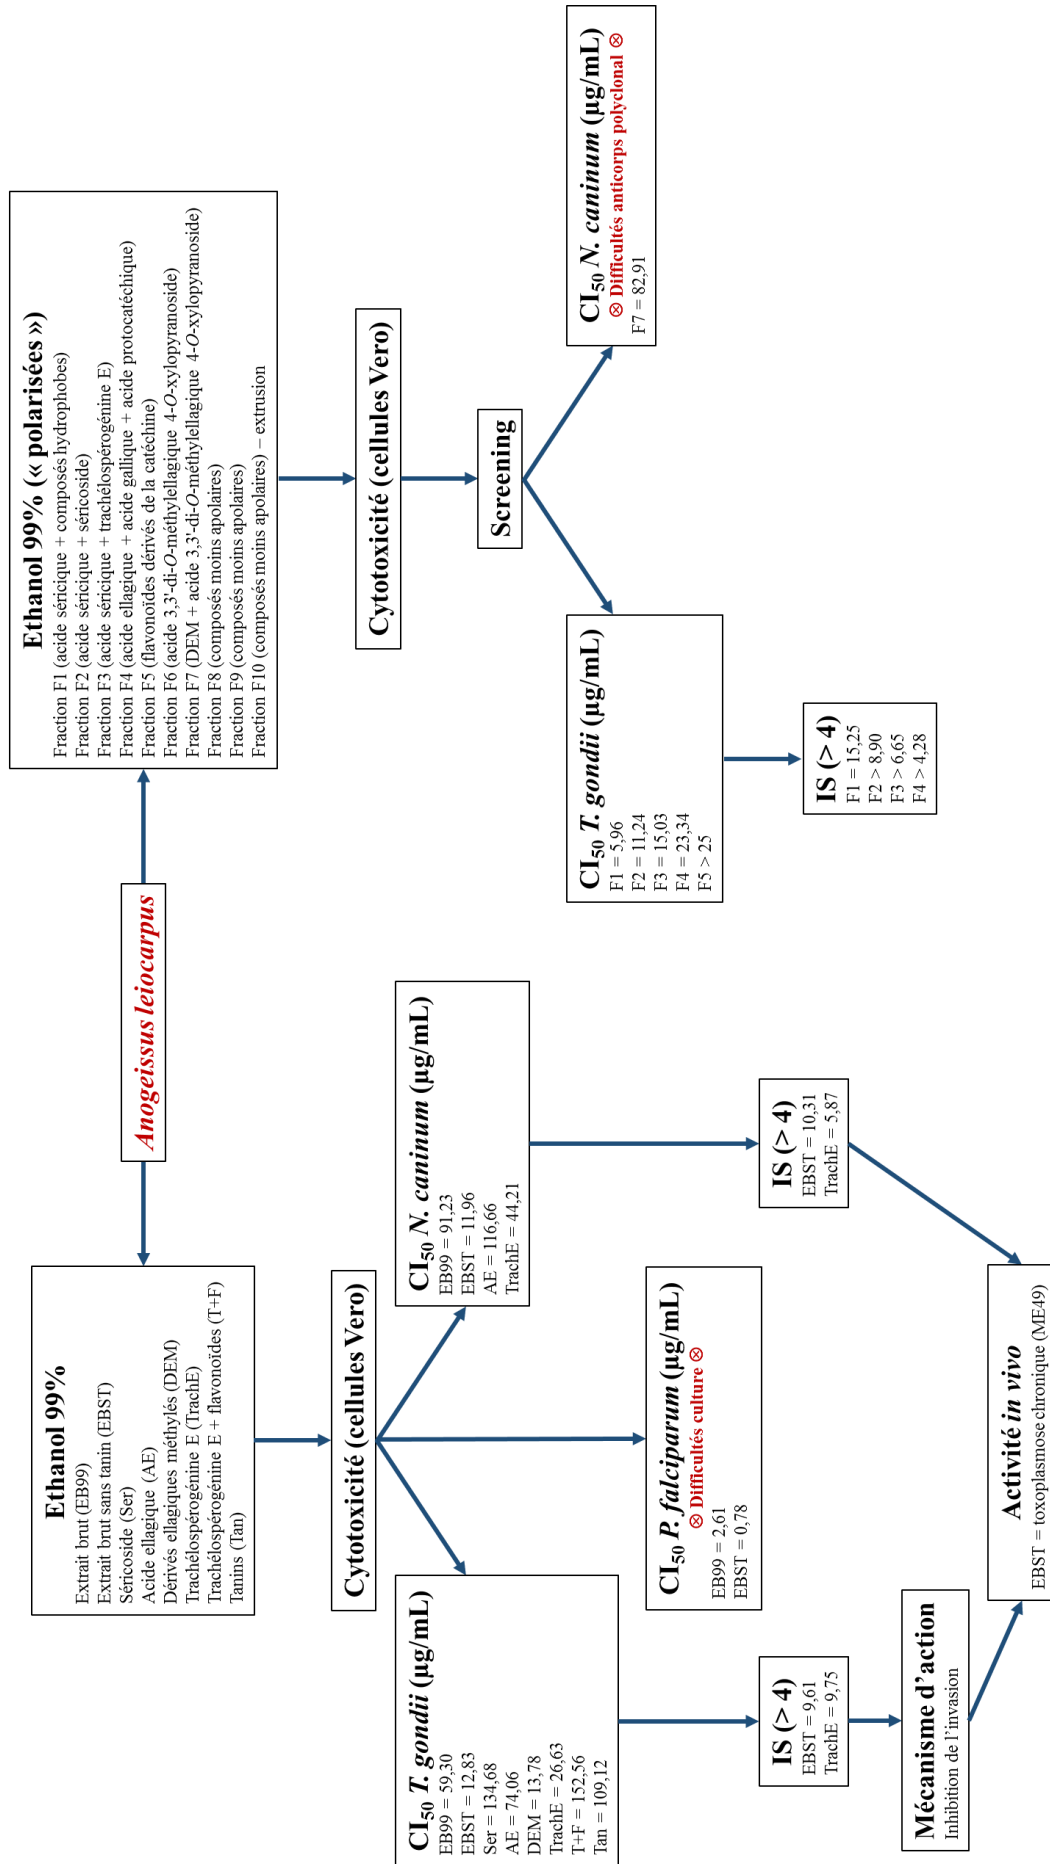 Anogeissus leiocarpus
Ethanol 99%
Extrait brut (EB99)
Extrait brut sans tanin (EBST)
Séricoside (Ser)
Acide ellagique (AE)
Dérivés ellagiques méthylés (DEM)
Trachélospérogénine E (TrachE)
Trachélospérogénine E + flavonoïdes (T+F)
Tanins (Tan)
Cytotoxicité (cellules Vero)
CI50 T. gondii (µg/mL)
EB99 = 59,30
EBST = 12,83
Ser = 134,68
AE = 74,06
DEM = 13,78
TrachE = 26,63
T+F = 152,56
Tan = 109,12
CI50 P. falciparum (µg/mL)
⊗ Difficultés culture ⊗
EB99 = 2,61
EBST = 0,78
CI50 N. caninum (µg/mL)
EB99 = 91,23
EBST = 11,96
AE = 116,66
TrachE = 44,21
IS (> 4)
EBST = 9,61
TrachE = 9,75
IS (> 4)
EBST = 10,31
TrachE = 5,87
Mécanisme d’action
Inhibition de l’invasion
Activité in vivo
EBST = toxoplasmose chronique (ME49)
Ethanol 99% (« polarisées »)
Fraction F1 (acide séricique + composés hydrophobes)
Fraction F2 (acide séricique + séricoside)
Fraction F3 (acide séricique + trachélospérogénine E)
Fraction F4 (acide ellagique + acide gallique + acide protocatéchique)
Fraction F5 (flavonoïdes dérivés de la catéchine)
Fraction F6 (acide 3,3'-di-O-méthylellagique 4-O-xylopyranoside)
Fraction F7 (DEM + acide 3,3'-di-O-méthylellagique 4-O-xylopyranoside)
Fraction F8 (composés moins apolaires)
Fraction F9 (composés moins apolaires)
Fraction F10 (composés moins apolaires) – extrusion
Cytotoxicité (cellules Vero)
Screening
CI50 T. gondii (µg/mL)
F1 = 5,96
F2 = 11,24
F3 = 15,03
F4 = 23,34
F5 > 25
CI50 N. caninum (µg/mL)
⊗ Difficultés anticorps polyclonal ⊗
F7 = 82,91
IS (> 4)
F1 = 15,25
F2 > 8,90
F3 > 6,65
F4 > 4,28